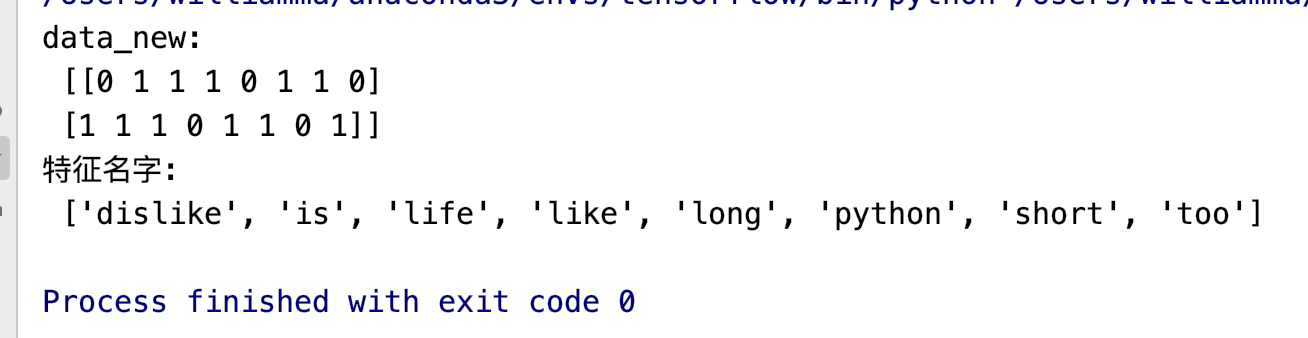 data_new:
[[0 1 1 1 0 1 1 0]
[1 1 1 0 1 1 0 1]]
特征名字:
['dislike', 'is', 'life', 'like', 'long', 'python', 'short', 'too']
Process finished with exit code 0